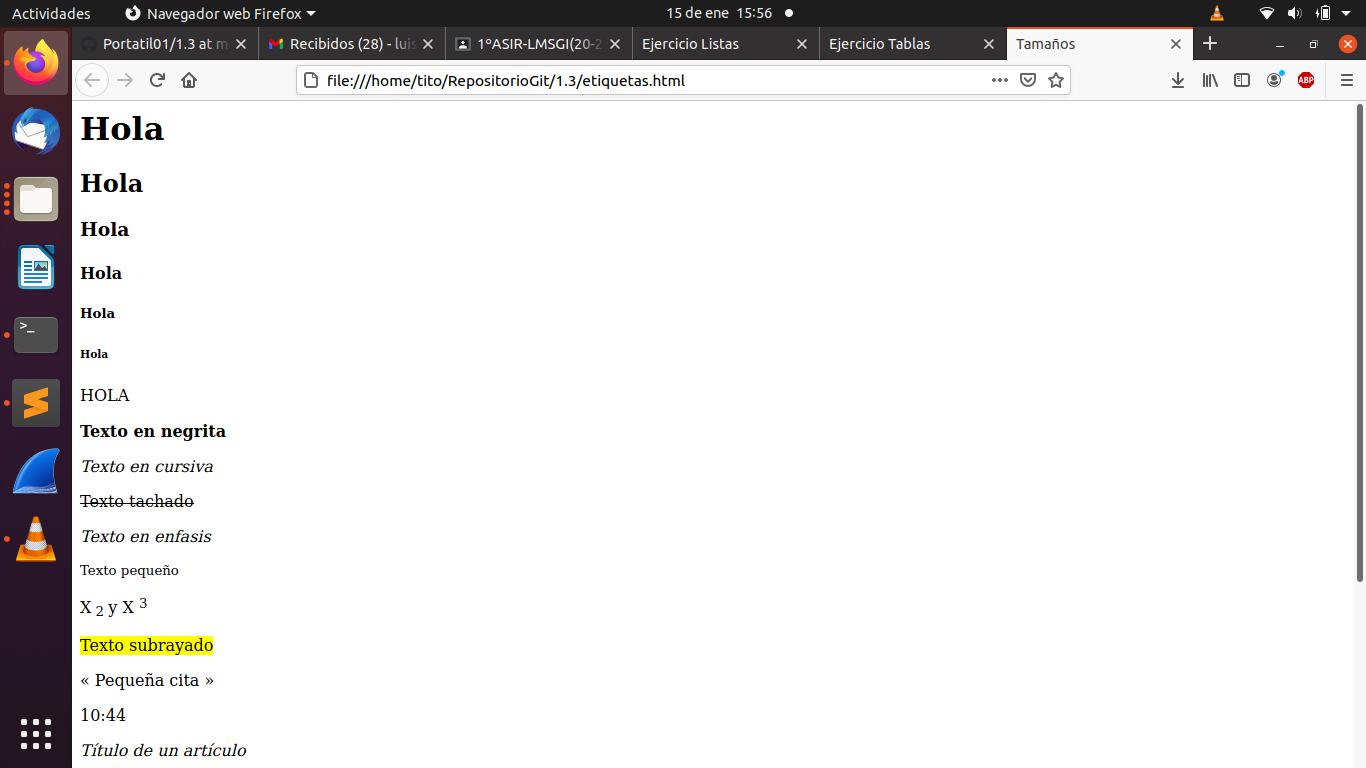 Actividades Navegador web Firefox 15 de ene 15:56
Portatil01/1.3 at m Recibidos (28) - luis 1ºASIR-LMSGI(20-2 Ejercicio Listas Ejercicio Tablas Tamaños
file:///home/tito/RepositorioGit/1.3/etiquetas.html ABP
Hola
Hola
Hola
Hola
Hola
Hola
HOLA
Texto en negrita
Texto en cursiva
Texto tachado
Texto en enfasis
Texto pequeño
X 2 y X 3
Texto subrayado
« Pequeña cita »
10:44
Título de un artículo